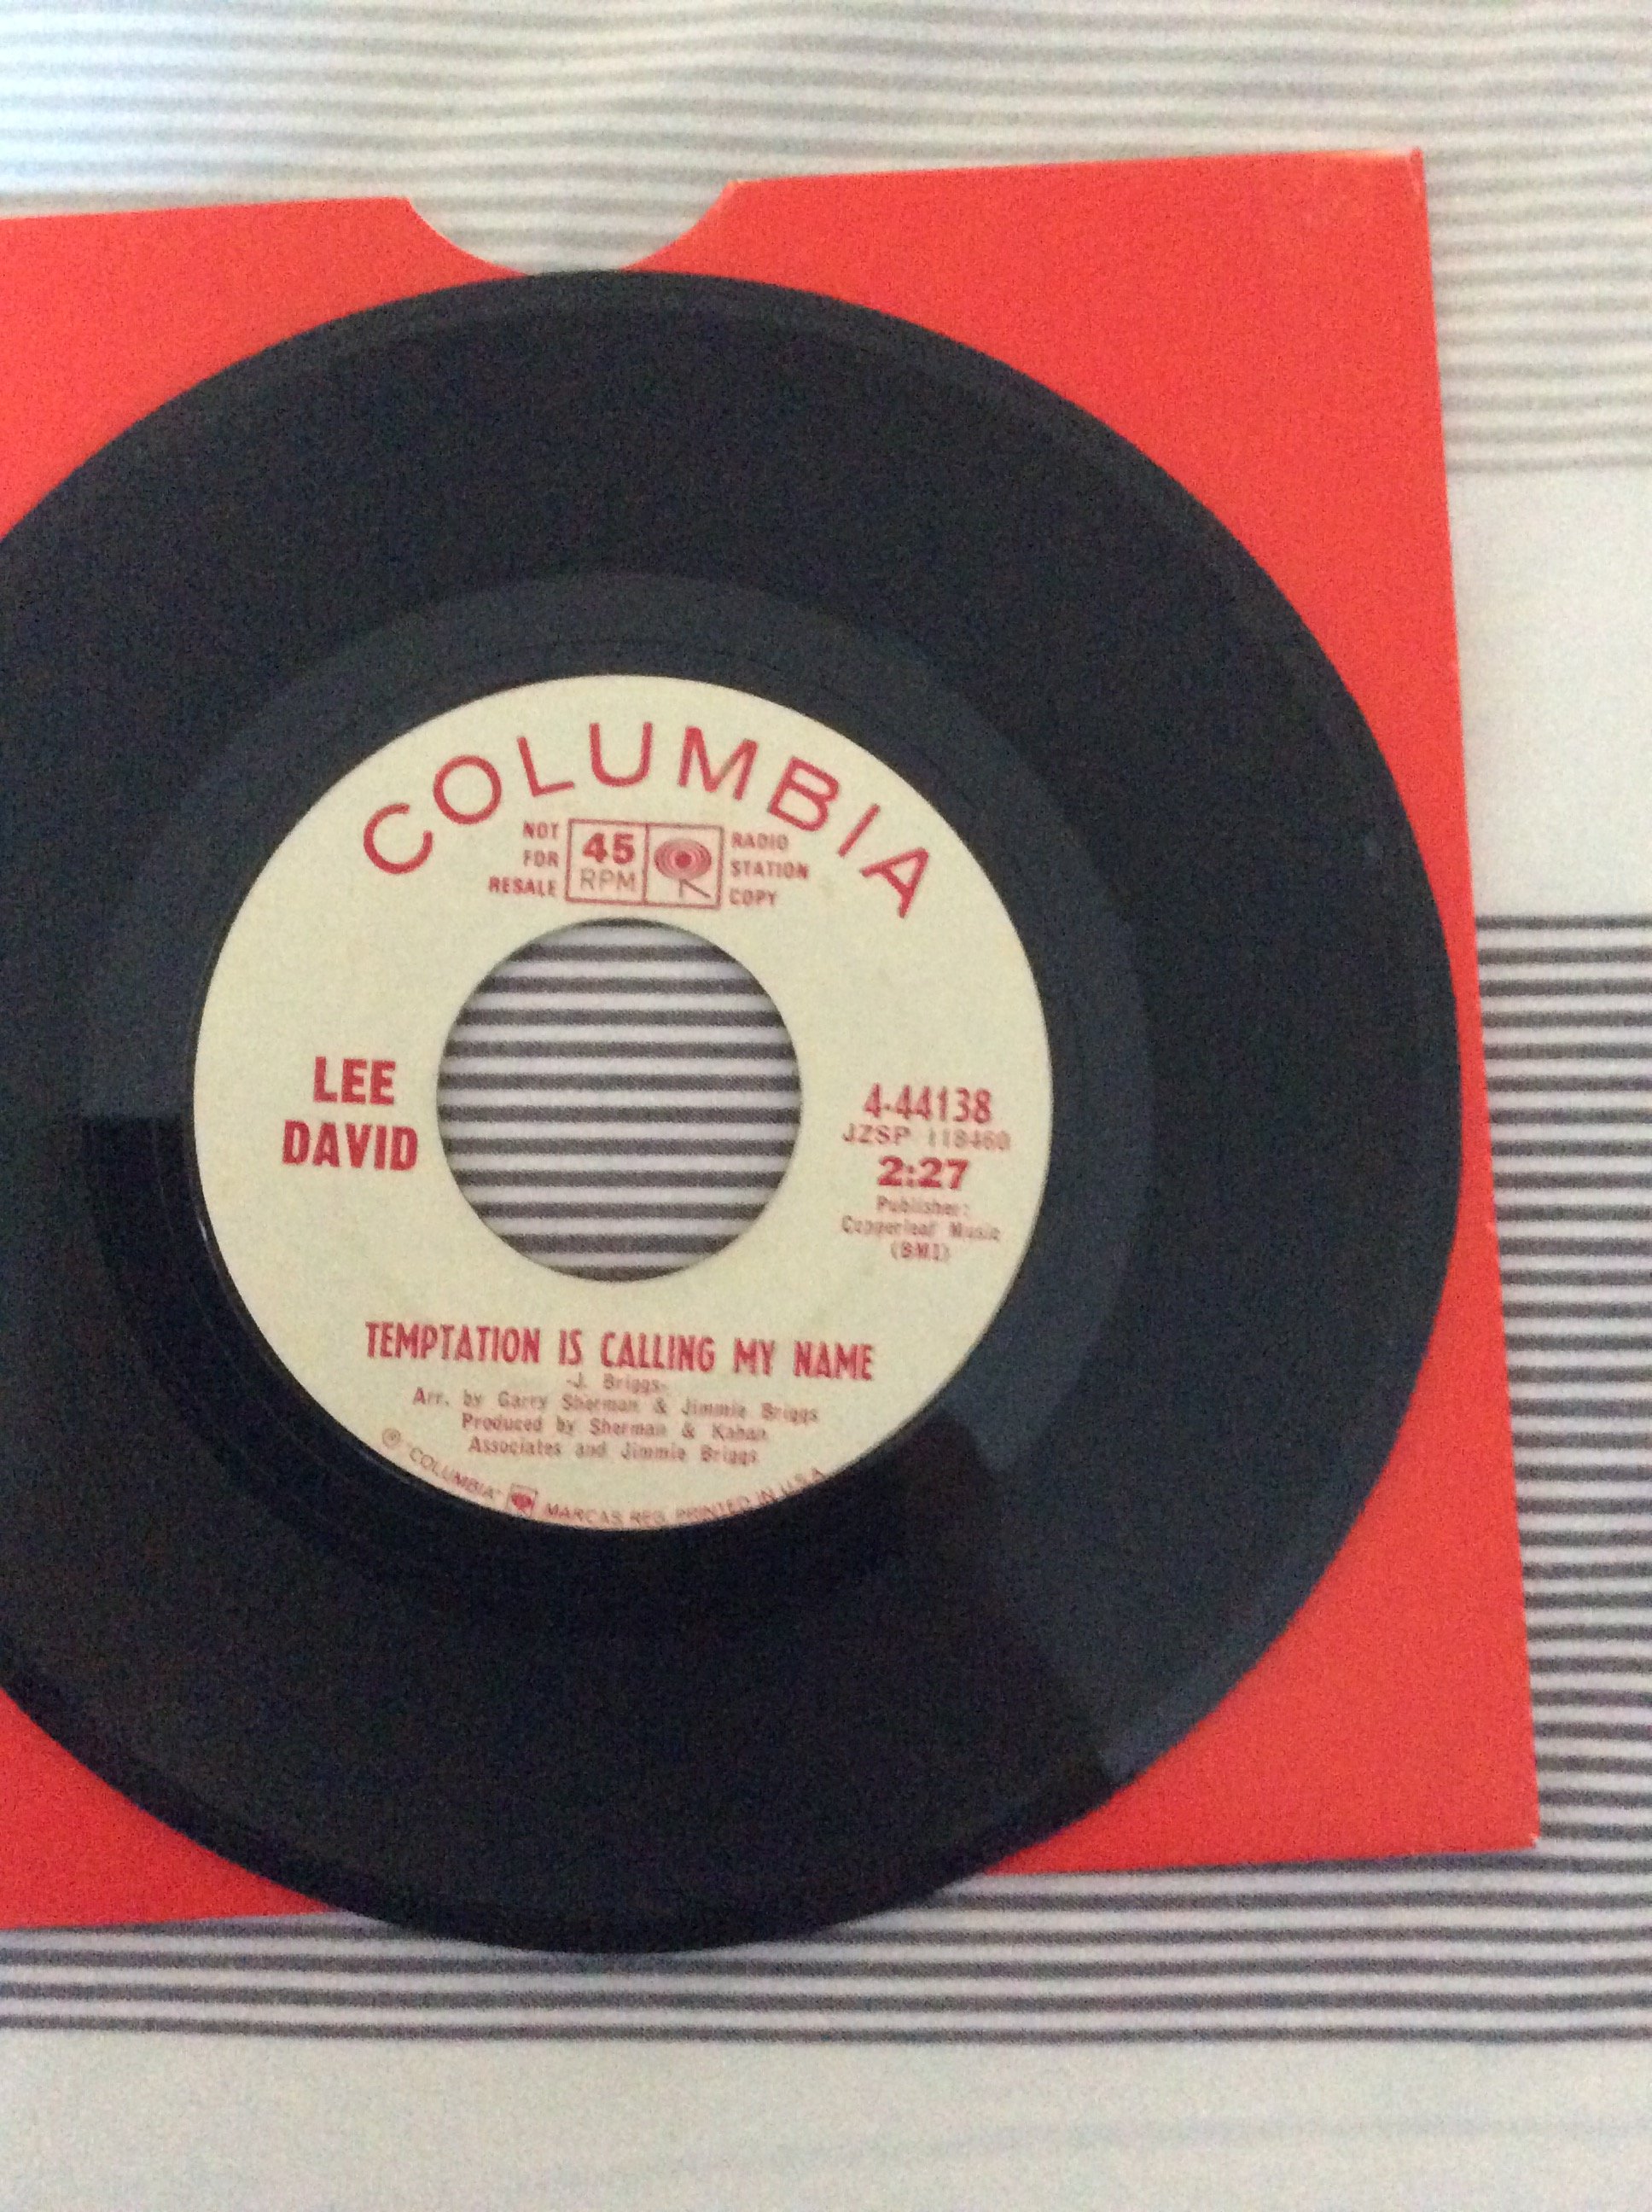 COLUMBIA
NOT
FOR
RESALE
45
RPM
RADIO
STATION
COPY
LEE
DAVID
4-44138
JZSP 118460
2:27
Publisher:
Copperleaf Music
(BMI)
TEMPTATION IS CALLING MY NAME
-J. Briggs-
Arr. by Garry Sherman & Jimmie Briggs
Produced by Sherman & Kahan
Associates and Jimmie Briggs
℗ "COLUMBIA" MARCAS REG. PRINTED IN U.S.A.